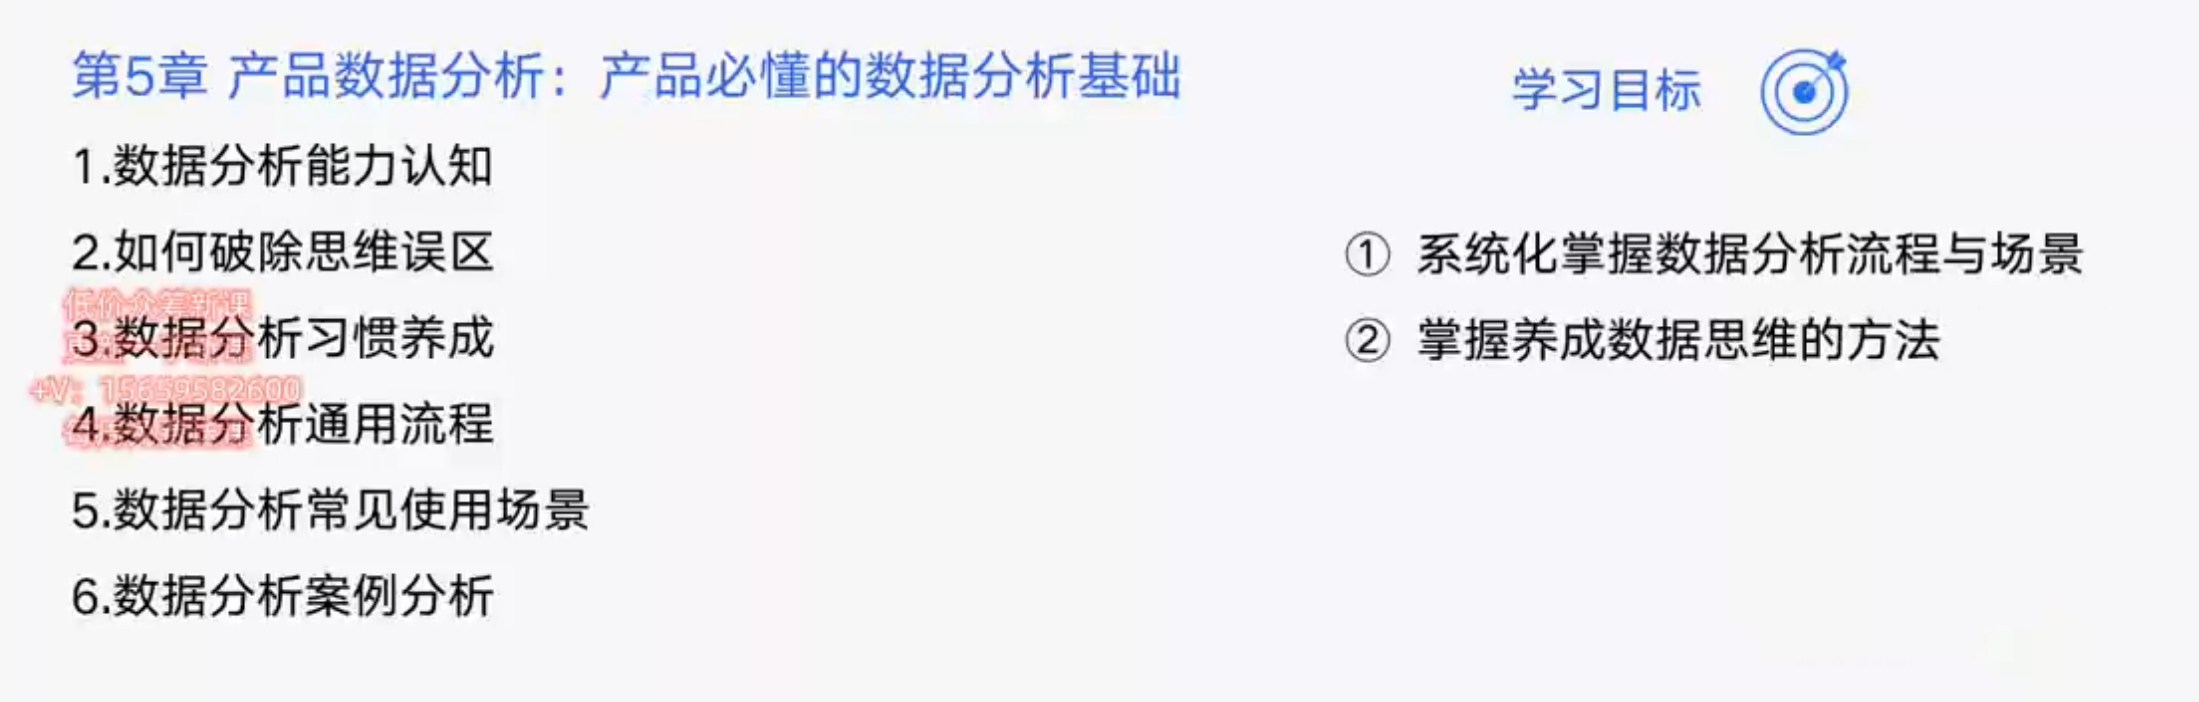 第5章 产品数据分析：产品必懂的数据分析基础
1.数据分析能力认知
2.如何破除思维误区
低价众筹新课
3.数据分析习惯养成
+V：15659582600
4.数据分析通用流程
5.数据分析常见使用场景
6.数据分析案例分析
学习目标
① 系统化掌握数据分析流程与场景
② 掌握养成数据思维的方法